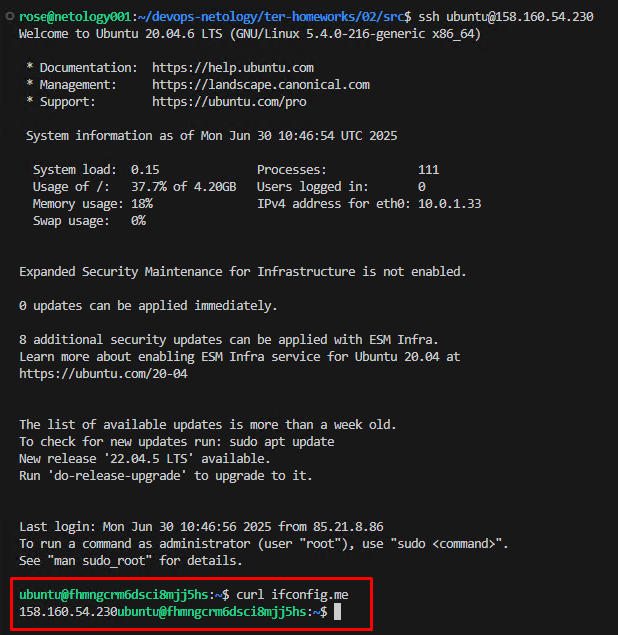 rose@netology001:~/devops-netology/ter-homeworks/02/src$ ssh ubuntu@158.160.54.230
Welcome to Ubuntu 20.04.6 LTS (GNU/Linux 5.4.0-216-generic x86_64)
* Documentation:  https://help.ubuntu.com
* Management:     https://landscape.canonical.com
* Support:        https://ubuntu.com/pro
System information as of Mon Jun 30 10:46:54 UTC 2025
System load:  0.15               Processes:             111
Usage of /:   37.7% of 4.20GB   Users logged in:       0
Memory usage: 18%                IPv4 address for eth0: 10.0.1.33
Swap usage:   0%
Expanded Security Maintenance for Infrastructure is not enabled.
0 updates can be applied immediately.
8 additional security updates can be applied with ESM Infra.
Learn more about enabling ESM Infra service for Ubuntu 20.04 at
https://ubuntu.com/20-04
The list of available updates is more than a week old.
To check for new updates run: sudo apt update
New release '22.04.5 LTS' available.
Run 'do-release-upgrade' to upgrade to it.
Last login: Mon Jun 30 10:46:56 2025 from 85.21.8.86
To run a command as administrator (user "root"), use "sudo <command>".
See "man sudo_root" for details.
ubuntu@fhmngcrm6dsci8mjj5hs:~$ curl ifconfig.me
158.160.54.230ubuntu@fhmngcrm6dsci8mjj5hs:~$